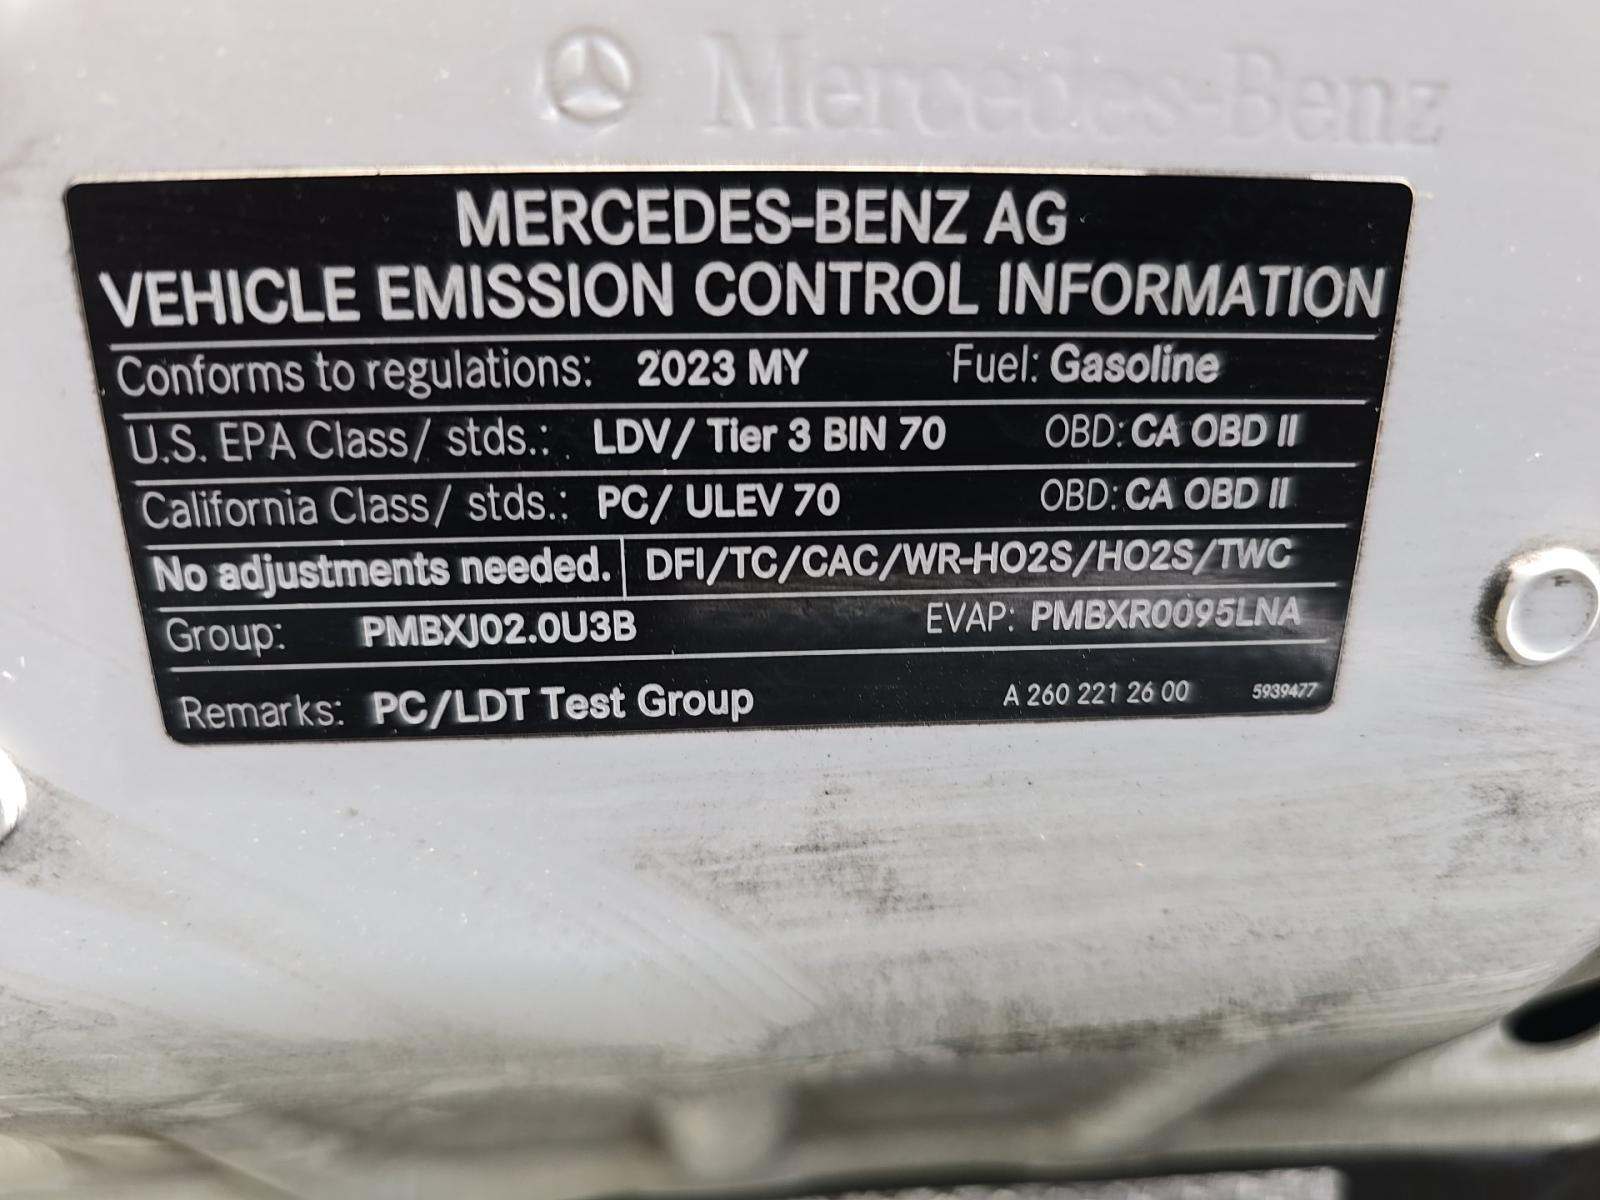 Mercedes-Benz
MERCEDES-BENZ AG
VEHICLE EMISSION CONTROL INFORMATION
Conforms to regulations: 2023 MY Fuel: Gasoline
U.S. EPA Class/ stds.: LDV/ Tier 3 BIN 70 OBD: CA OBD II
California Class/ stds.: PC/ ULEV 70 OBD: CA OBD II
No adjustments needed. DFI/TC/CAC/WR-HO2S/HO2S/TWC
Group: PMBXJ02.0U3B EVAP: PMBXR0095LNA
Remarks: PC/LDT Test Group A 260 221 26 00 5939477